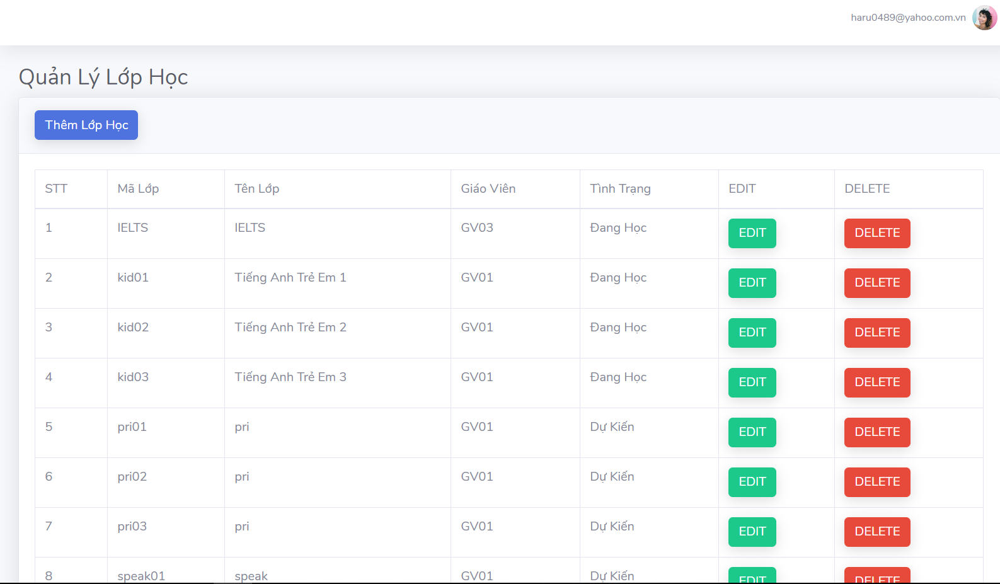 haru0489@yahoo.com.vn
Quản Lý Lớp Học
Thêm Lớp Học
STT Mã Lớp Tên Lớp Giáo Viên Tình Trạng EDIT DELETE
1 IELTS IELTS GV03 Đang Học EDIT DELETE
2 kid01 Tiếng Anh Trẻ Em 1 GV01 Đang Học EDIT DELETE
3 kid02 Tiếng Anh Trẻ Em 2 GV01 Đang Học EDIT DELETE
4 kid03 Tiếng Anh Trẻ Em 3 GV01 Đang Học EDIT DELETE
5 pri01 pri GV01 Dự Kiến EDIT DELETE
6 pri02 pri GV01 Dự Kiến EDIT DELETE
7 pri03 pri GV01 Dự Kiến EDIT DELETE
8 speak01 speak GV01 Dự Kiến EDIT DELETE